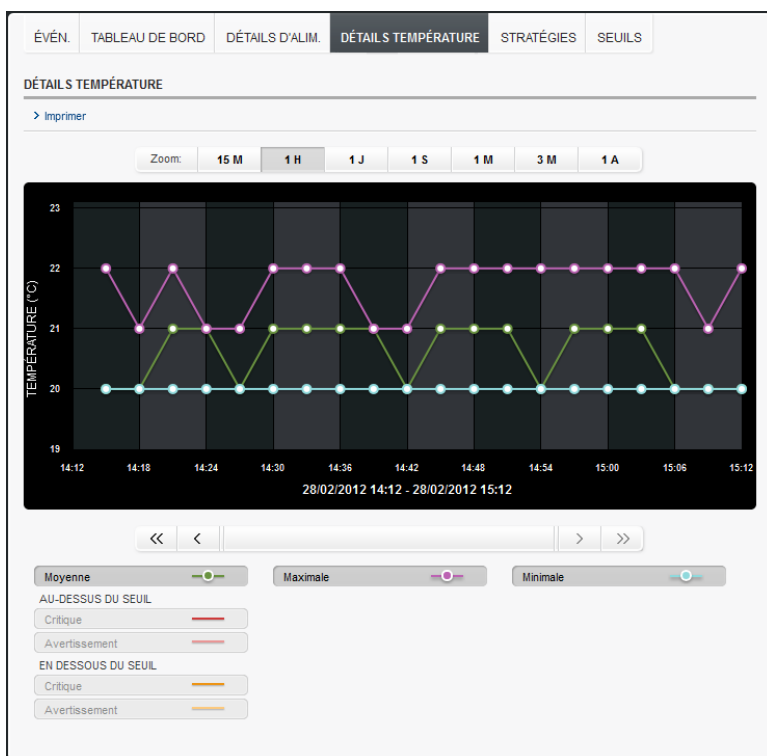 ÉVÉN. TABLEAU DE BORD DÉTAILS D'ALIM. DÉTAILS TEMPÉRATURE STRATÉGIES SEUILS
DÉTAILS TEMPÉRATURE
Imprimer
Zoom: 15 M 1 H 1 J 1 S 1 M 3 M 1 A
TEMPÉRATURE (°C)
23
22
21
20
19
14:12 14:18 14:24 14:30 14:36 14:42 14:48 14:54 15:00 15:06 15:12
28/02/2012 14:12 - 28/02/2012 15:12
Moyenne Maximale Minimale
AU-DESSUS DU SEUIL
Critique
Avertissement
EN DESSOUS DU SEUIL
Critique
Avertissement